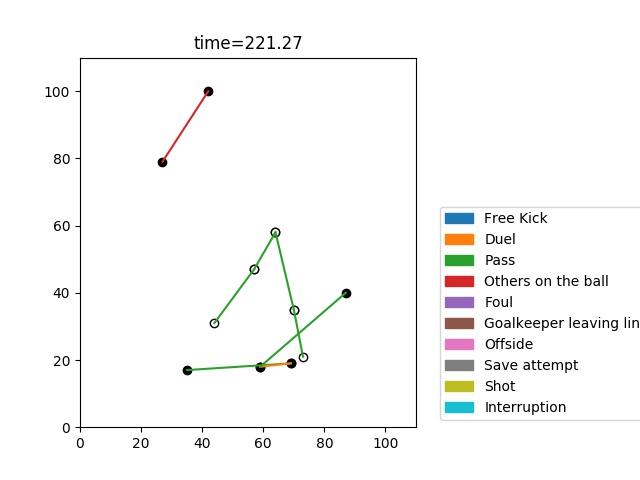 time=221.27
100
80
60
40
20
0
0 20 40 60 80 100
Free Kick
Duel
Pass
Others on the ball
Foul
Goalkeeper leaving lin
Offside
Save attempt
Shot
Interruption